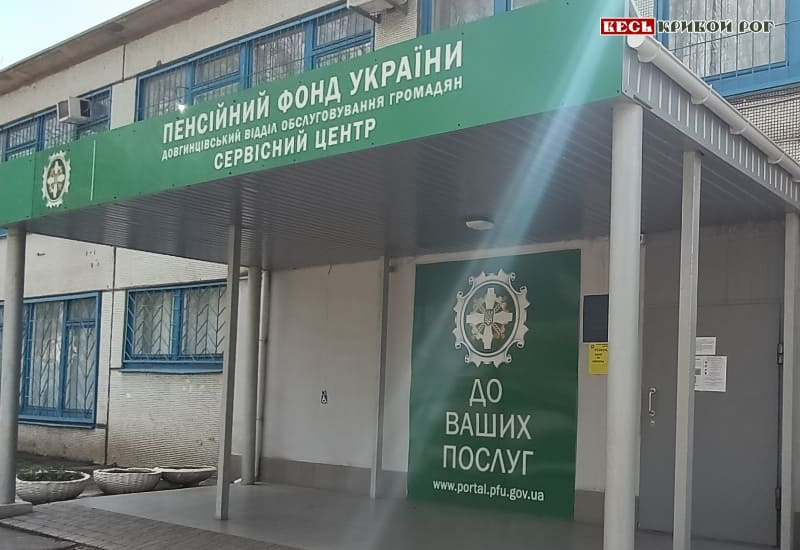 ВЕСЬ КРИВОЙ РОГ
ПЕНСІЙНИЙ ФОНД УКРАЇНИ
ДОВГИНЦІВСЬКИЙ ВІДДІЛ ОБСЛУГОВУВАННЯ ГРОМАДЯН
СЕРВІСНИЙ ЦЕНТР
ДО
ВАШИХ
ПОСЛУГ
www.portal.pfu.gov.ua